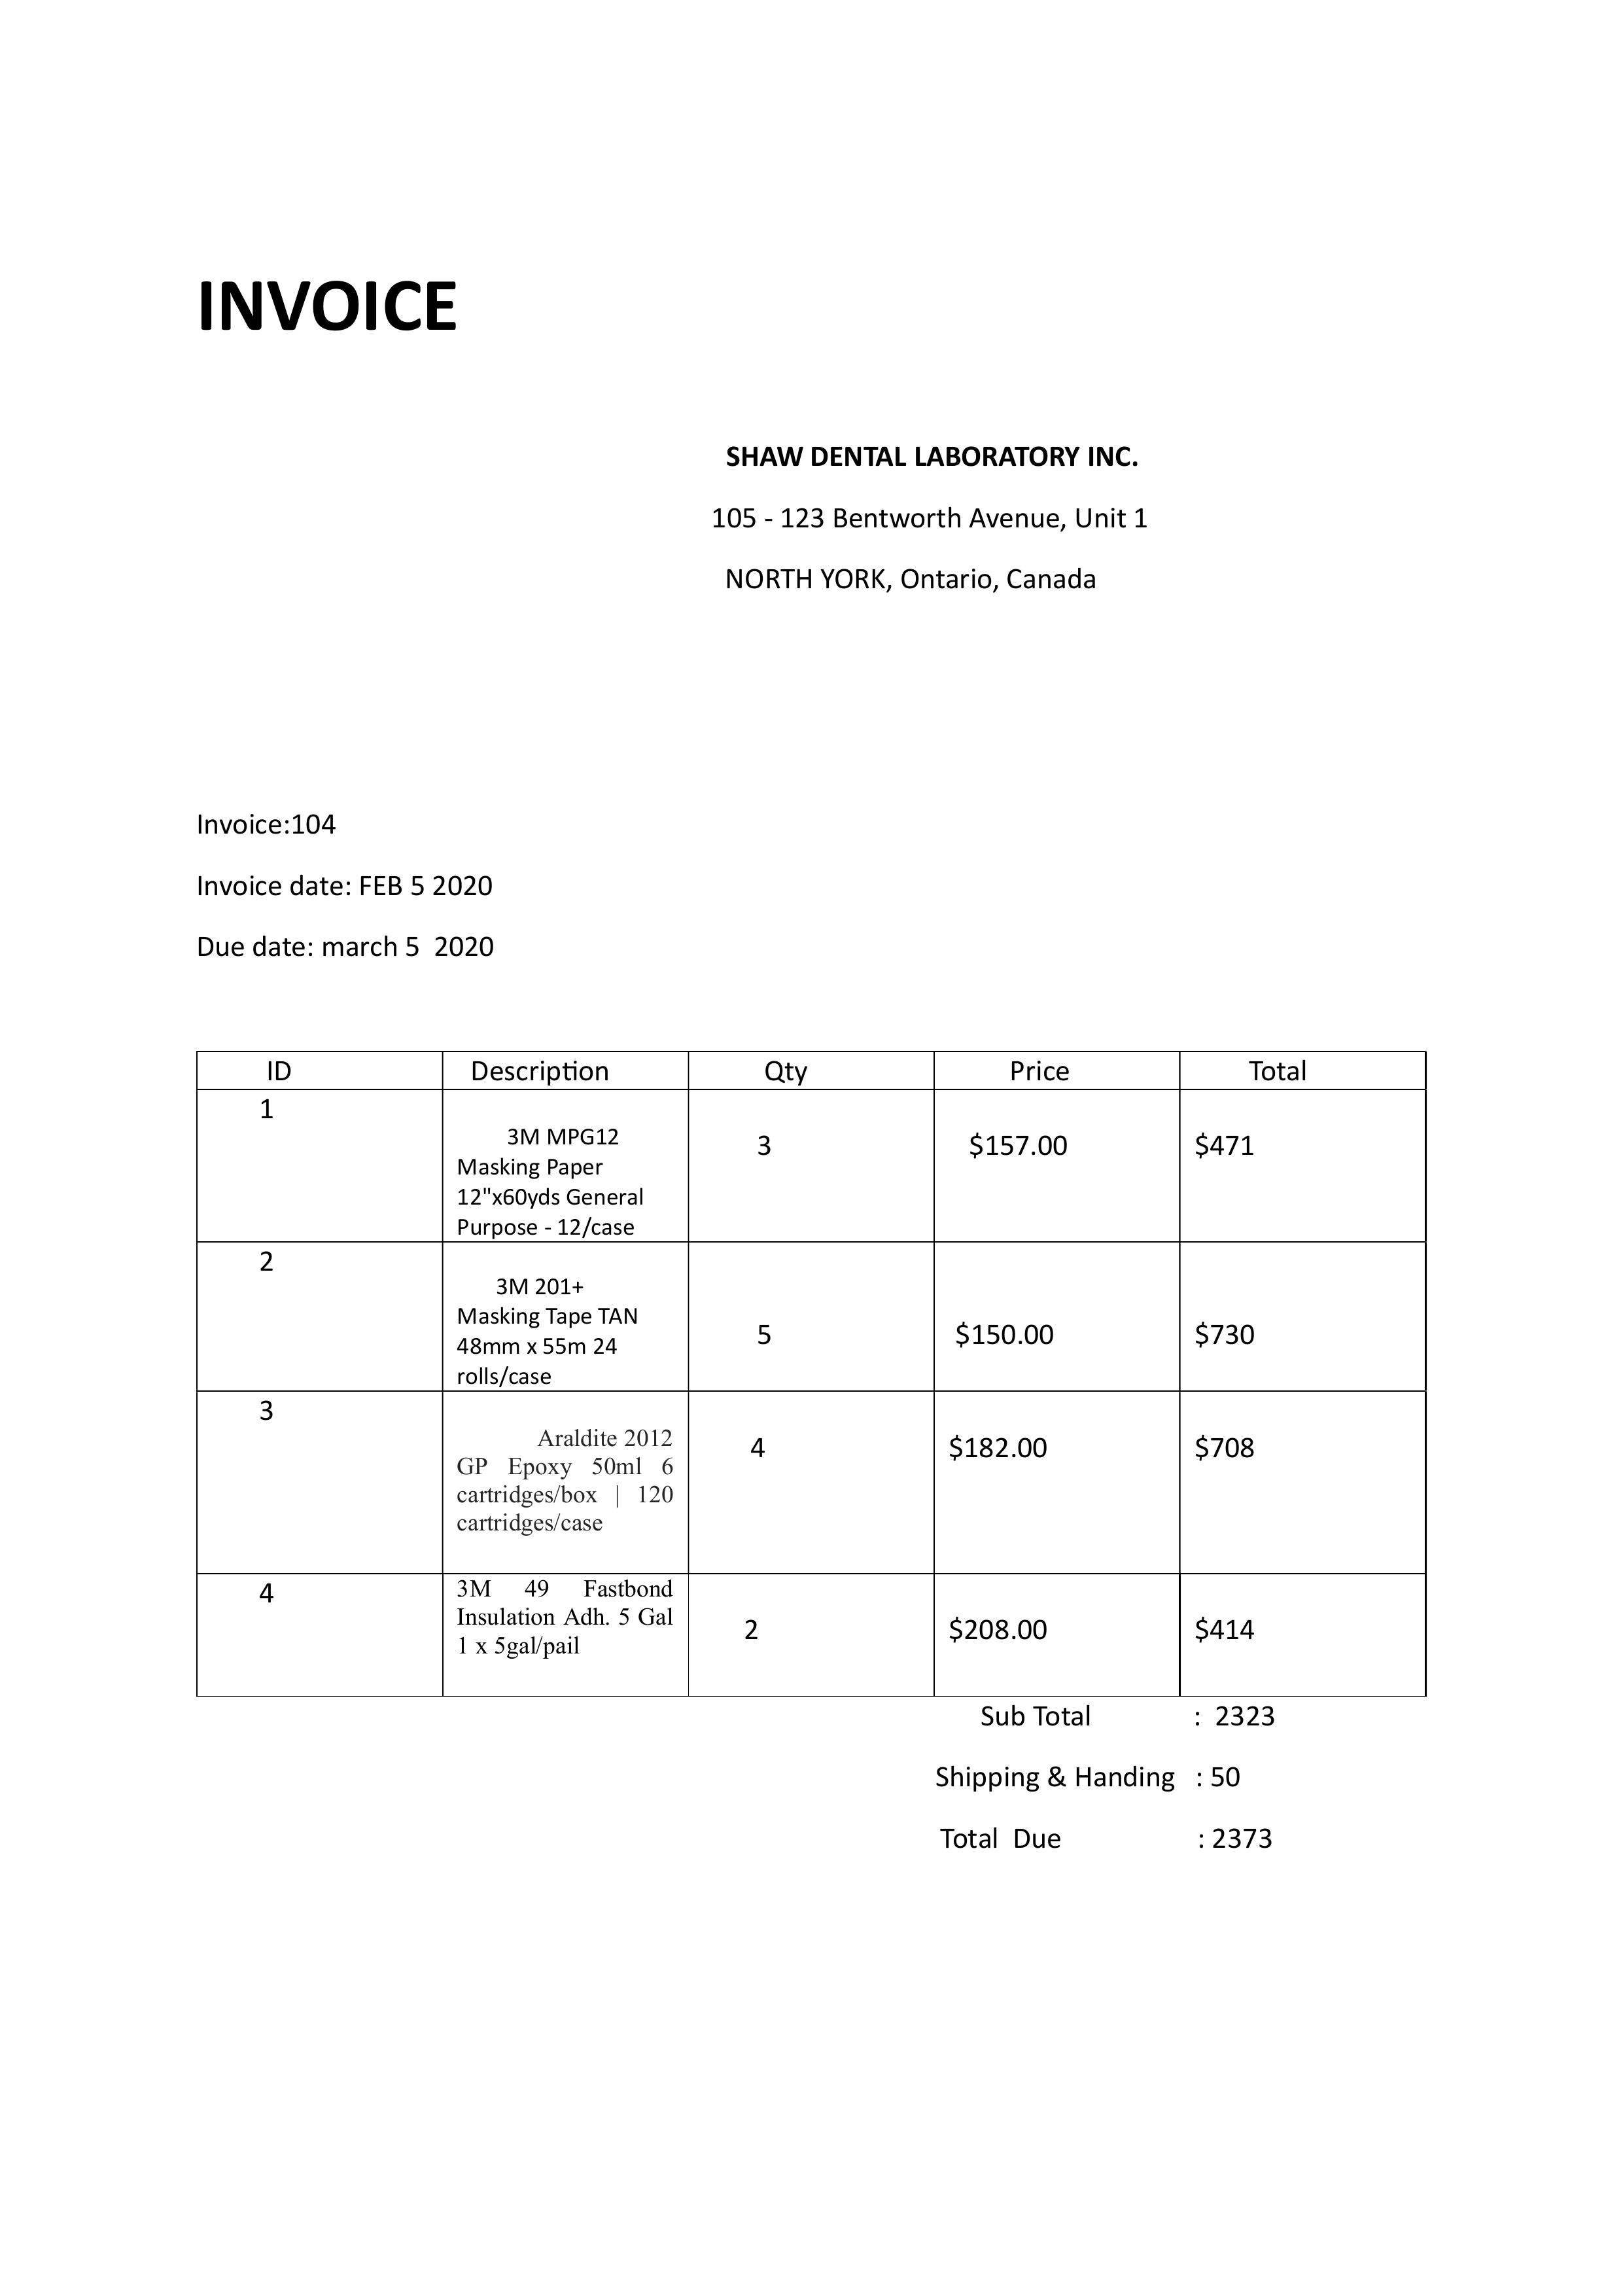 INVOICE
SHAW DENTAL LABORATORY INC.
105 - 123 Bentworth Avenue, Unit 1
NORTH YORK, Ontario, Canada
Invoice:104
Invoice date: FEB 5 2020
Due date: march 5  2020
ID Description Qty Price Total
1
3M MPG12
Masking Paper
12"x60yds General
Purpose - 12/case
3 $157.00 $471
2
3M 201+
Masking Tape TAN
48mm x 55m 24
rolls/case
5 $150.00 $730
3
Araldite 2012
GP Epoxy 50ml 6
cartridges/box | 120
cartridges/case
4 $182.00 $708
4
3M 49 Fastbond
Insulation Adh. 5 Gal
1 x 5gal/pail
2 $208.00 $414
Sub Total : 2323
Shipping & Handing : 50
Total Due : 2373